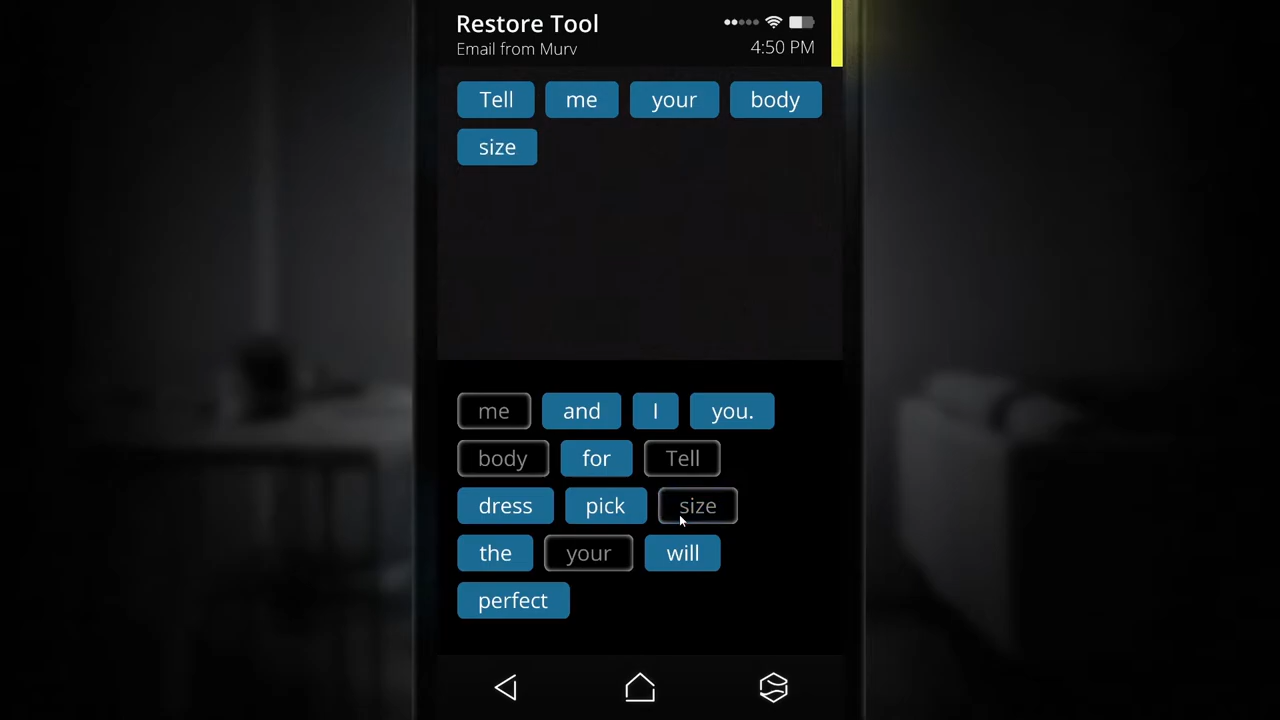 Restore Tool
Email from Murv
4:50 PM
Tell me your body
size
me and I you.
body for Tell
dress pick size
the your will
perfect